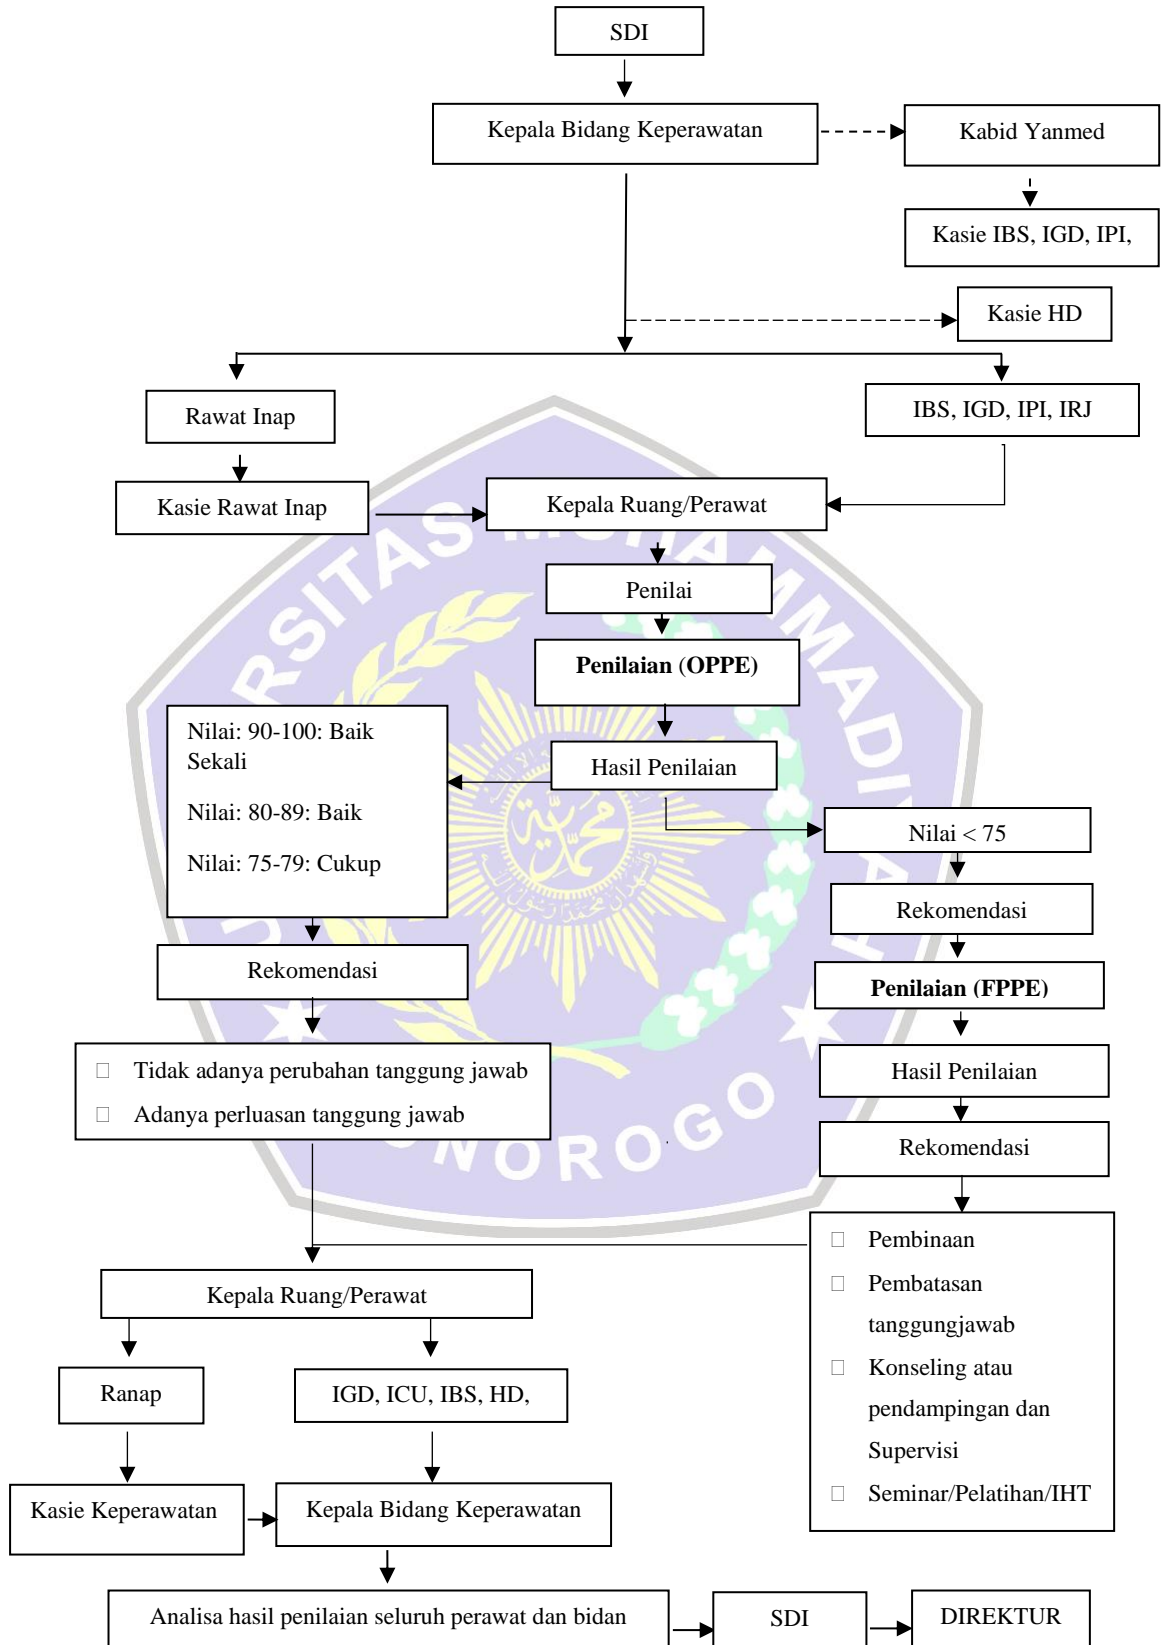 SDI
Kepala Bidang Keperawatan
Kabid Yanmed
Kasie IBS, IGD, IPI,
Kasie HD
Rawat Inap
IBS, IGD, IPI, IRJ
Kasie Rawat Inap
Kepala Ruang/Perawat
Penilai
Penilaian (OPPE)
Nilai: 90-100: Baik
Sekali
Nilai: 80-89: Baik
Nilai: 75-79: Cukup
Hasil Penilaian
Nilai < 75
Rekomendasi
Rekomendasi
Penilaian (FPPE)
□ Tidak adanya perubahan tanggung jawab
□ Adanya perluasan tanggung jawab
Hasil Penilaian
Rekomendasi
□ Pembinaan
□ Pembatasan
tanggungjawab
□ Konseling atau
pendampingan dan
Supervisi
□ Seminar/Pelatihan/IHT
Kepala Ruang/Perawat
Ranap
IGD, ICU, IBS, HD,
Kasie Keperawatan
Kepala Bidang Keperawatan
Analisa hasil penilaian seluruh perawat dan bidan
SDI
DIREKTUR